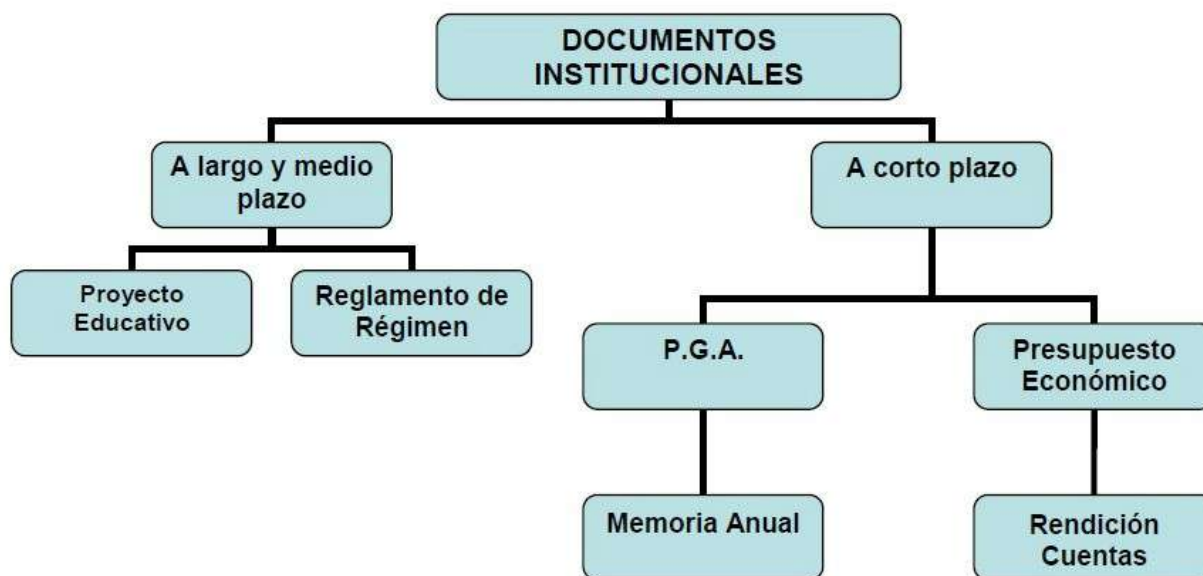 DOCUMENTOS
INSTITUCIONALES
A largo y medio
plazo
A corto plazo
Proyecto
Educativo
Reglamento de
Régimen
P.G.A.
Presupuesto
Económico
Memoria Anual
Rendición
Cuentas